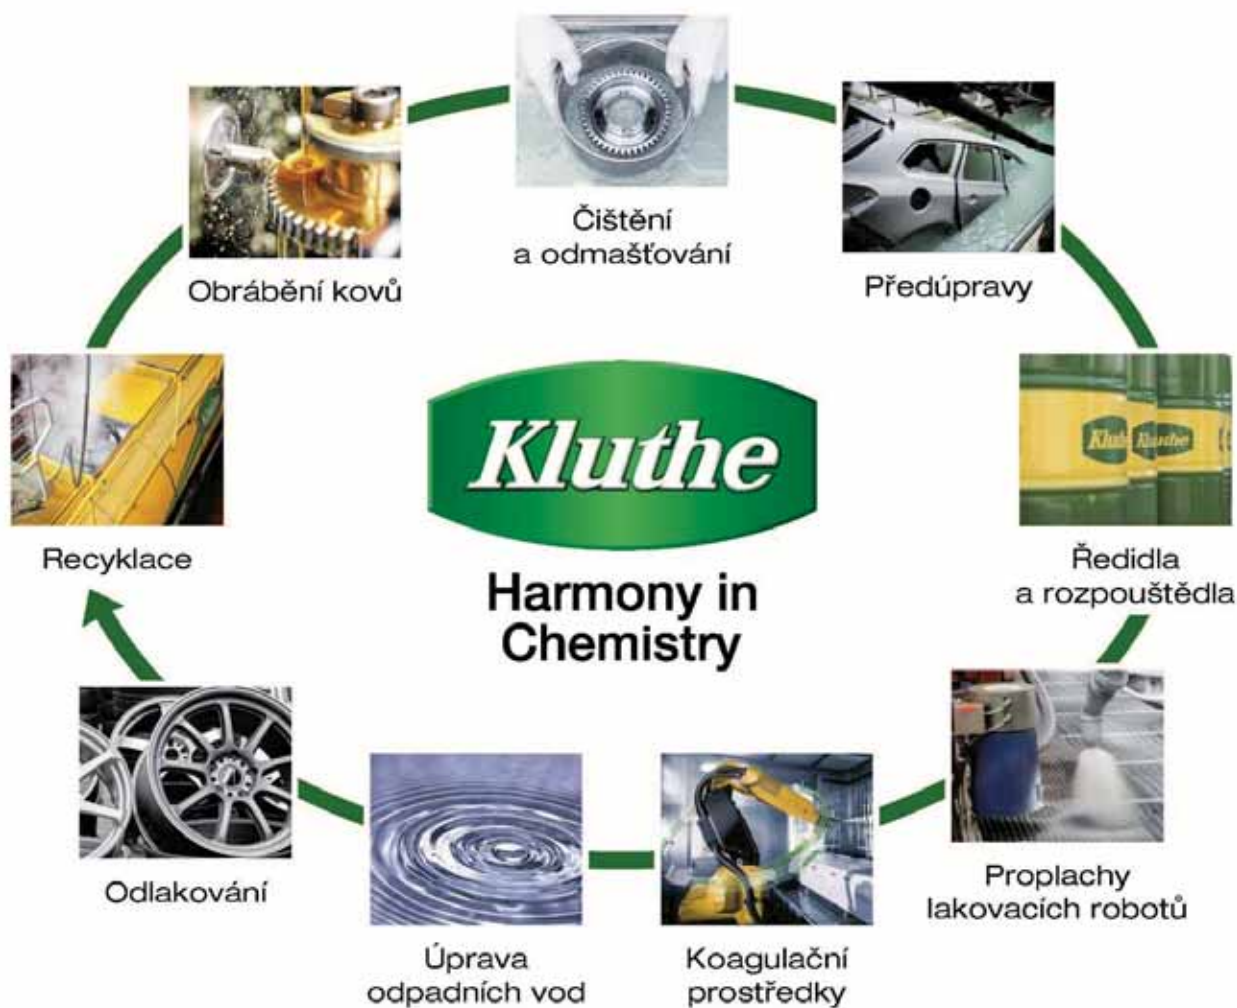 Čištění
a odmašťování
Předúpravy
Obrábění kovů
Kluthe
Harmony in
Chemistry
Kluthe
Recyklace
Ředidla
a rozpouštědla
Odlakování
Proplachy
lakovacích robotů
Úprava
odpadních vod
Koagulační
prostředky